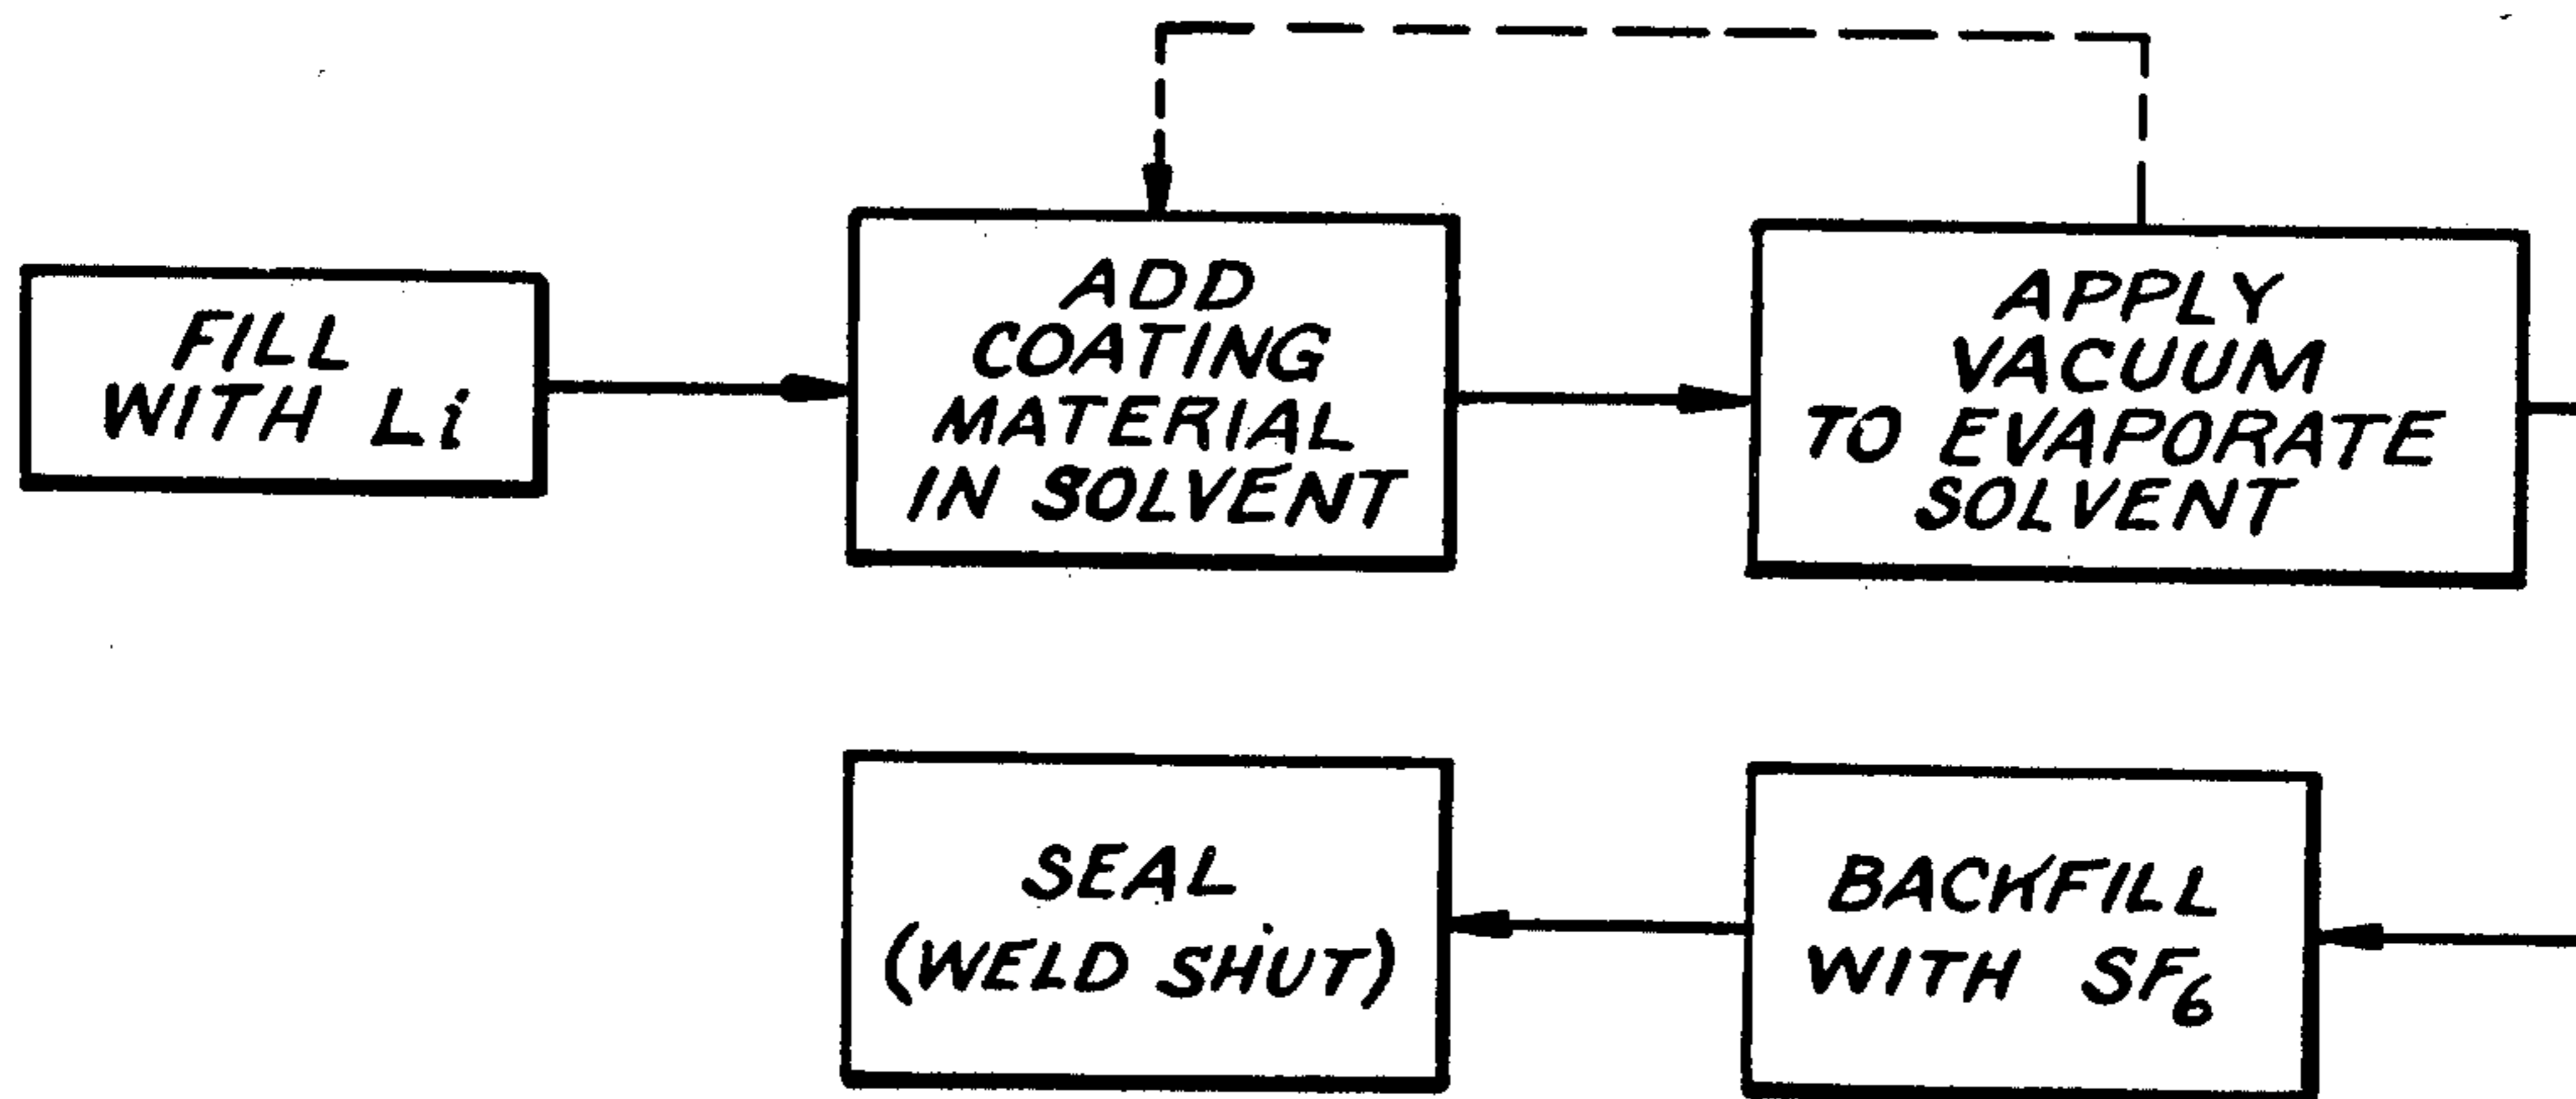 FILL
WITH Li
ADD
COATING
MATERIAL
IN SOLVENT
APPLY
VACUUM
TO EVAPORATE
SOLVENT
SEAL
(WELD SHUT)
BACKFILL
WITH SF₆